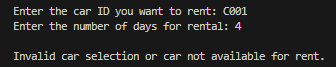 Enter the car ID you want to rent: C001
Enter the number of days for rental: 4
Invalid car selection or car not available for rent.